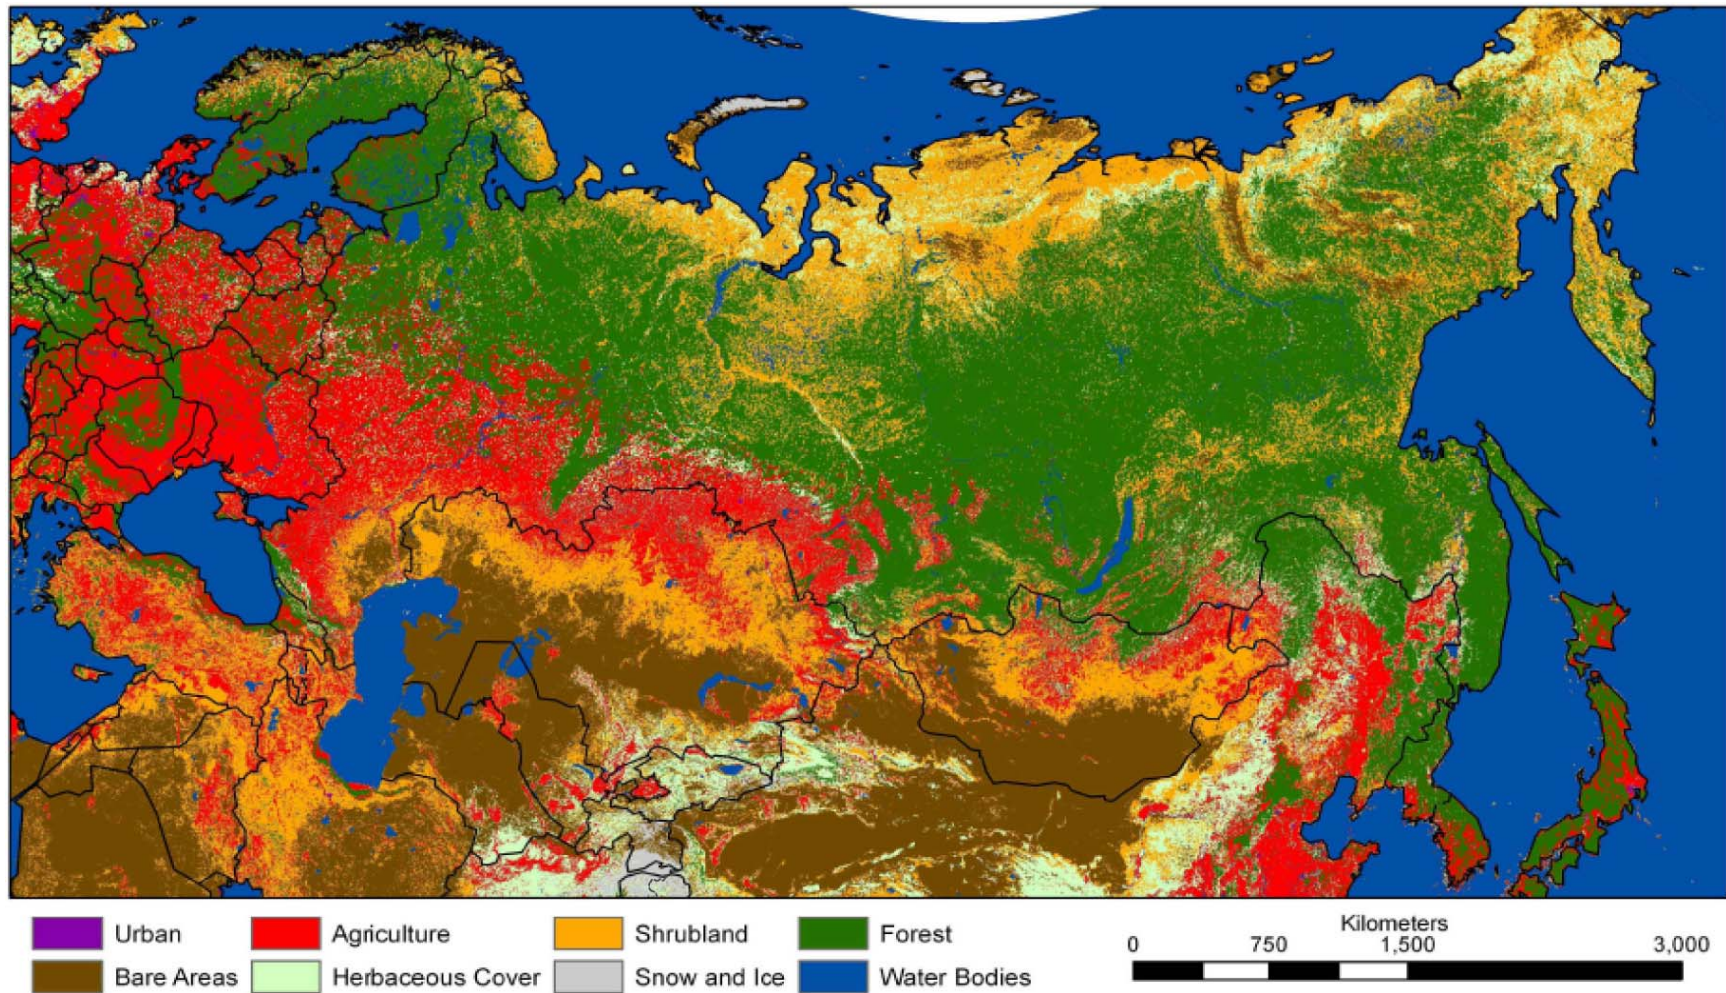 Urban
Agriculture
Shrubland
Forest
Bare Areas
Herbaceous Cover
Snow and Ice
Water Bodies
Kilometers
0 750 1,500 3,000